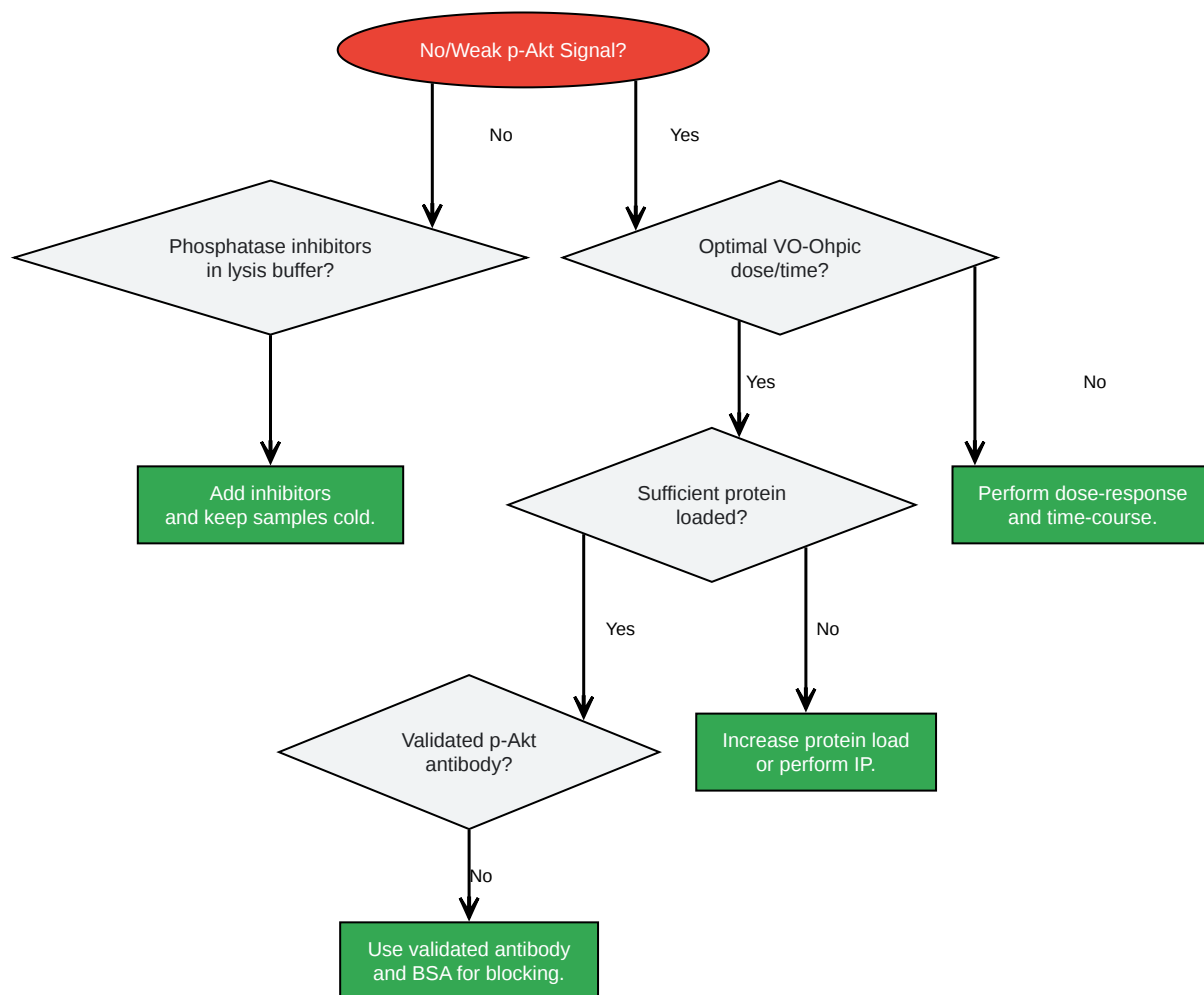 No/Weak p-Akt Signal?
No
Yes
Phosphatase inhibitors
in lysis buffer?
Optimal VO-Ohpic
dose/time?
Yes
No
Add inhibitors
and keep samples cold.
Sufficient protein
loaded?
Perform dose-response
and time-course.
Yes
No
Validated p-Akt
antibody?
Increase protein load
or perform IP.
No
Use validated antibody
and BSA for blocking.